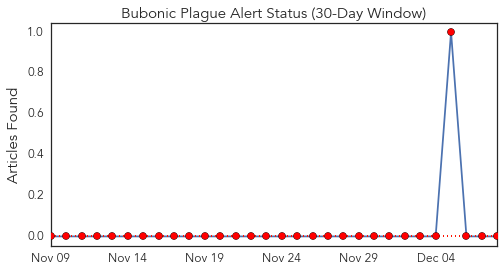 Bubonic Plague Alert Status (30-Day Window)
Articles Found
1.0
0.8
0.6
0.4
0.2
0.0
Nov 09 Nov 14 Nov 19 Nov 24 Nov 29 Dec 04